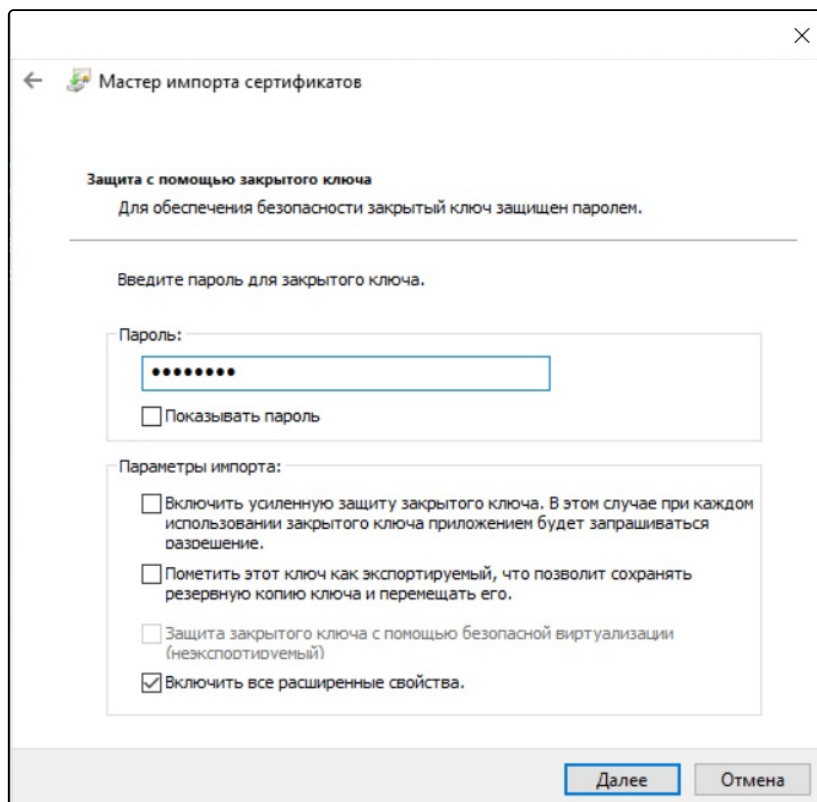 Мастер импорта сертификатов
Защита с помощью закрытого ключа
Для обеспечения безопасности закрытый ключ защищен паролем.
Введите пароль для закрытого ключа.
Пароль:
••••••••
Показывать пароль
Параметры импорта:
Включить усиленную защиту закрытого ключа. В этом случае при каждом
использовании закрытого ключа приложением будет запрашиваться
разрешение.
Пометить этот ключ как экспортируемый, что позволит сохранять
резервную копию ключа и перемещать его.
Защита закрытого ключа с помощью безопасной виртуализации
(неэкспортируемый)
Включить все расширенные свойства.
Далее
Отмена